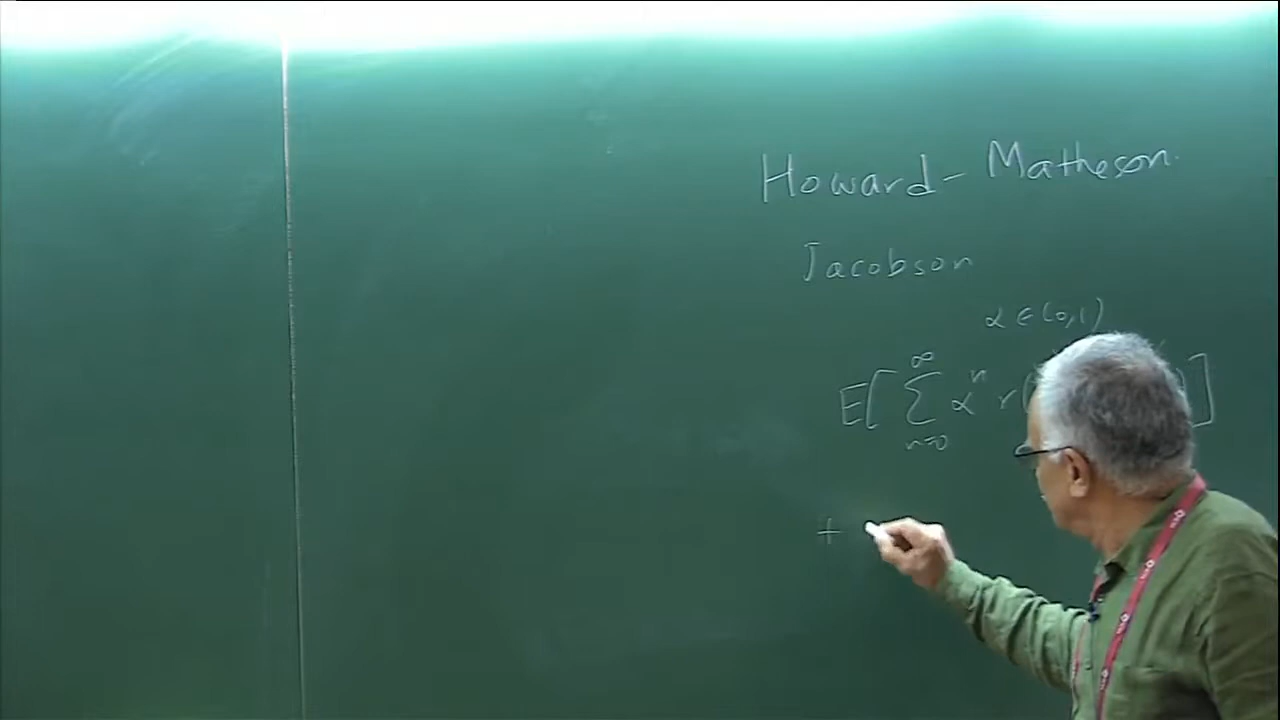 Howard - Matheson
Jacobson
α ∈ (0,1)
E[ ∞ ∑ n=0 α^n r( ]
+